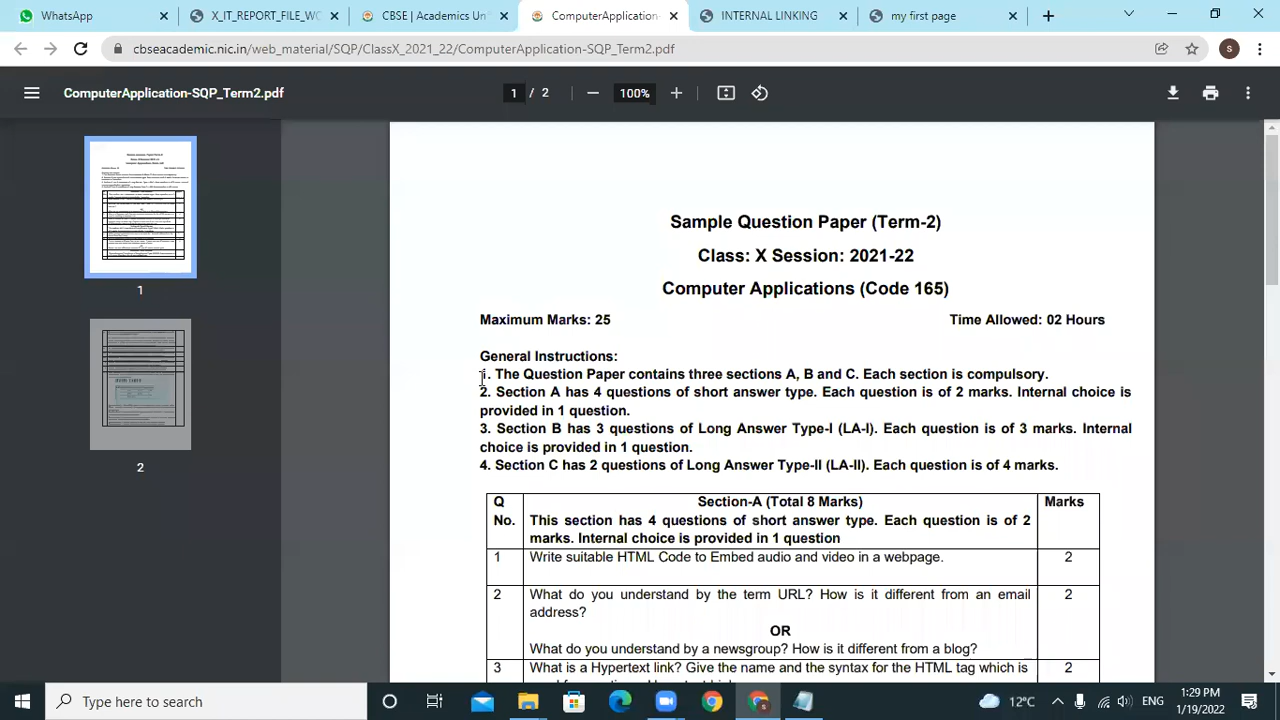 WhatsApp
X_IT_REPORT_FILE_WO
CBSE | Academics Un
ComputerApplication-
INTERNAL LINKING
my first page
cbseacademic.nic.in/web_material/SQP/ClassX_2021_22/ComputerApplication-SQP_Term2.pdf
S
ComputerApplication-SQP_Term2.pdf
1 / 2
100%
Sample Question Paper (Term-2)
Class: X Session: 2021-22
Computer Applications (Code 165)
Maximum Marks: 25 Time Allowed: 02 Hours
General Instructions:
1. The Question Paper contains three sections A, B and C. Each section is compulsory.
2. Section A has 4 questions of short answer type. Each question is of 2 marks. Internal choice is
provided in 1 question.
3. Section B has 3 questions of Long Answer Type-I (LA-I). Each question is of 3 marks. Internal
choice is provided in 1 question.
4. Section C has 2 questions of Long Answer Type-II (LA-II). Each question is of 4 marks.
Q Section-A (Total 8 Marks) Marks
No. This section has 4 questions of short answer type. Each question is of 2
marks. Internal choice is provided in 1 question
1 Write suitable HTML Code to Embed audio and video in a webpage. 2
2 What do you understand by the term URL? How is it different from an email 2
address?
OR
What do you understand by a newsgroup? How is it different from a blog?
3 What is a Hypertext link? Give the name and the syntax for the HTML tag which is 2
1
2
Type here to search
12°C
ENG
1:29 PM
1/19/2022